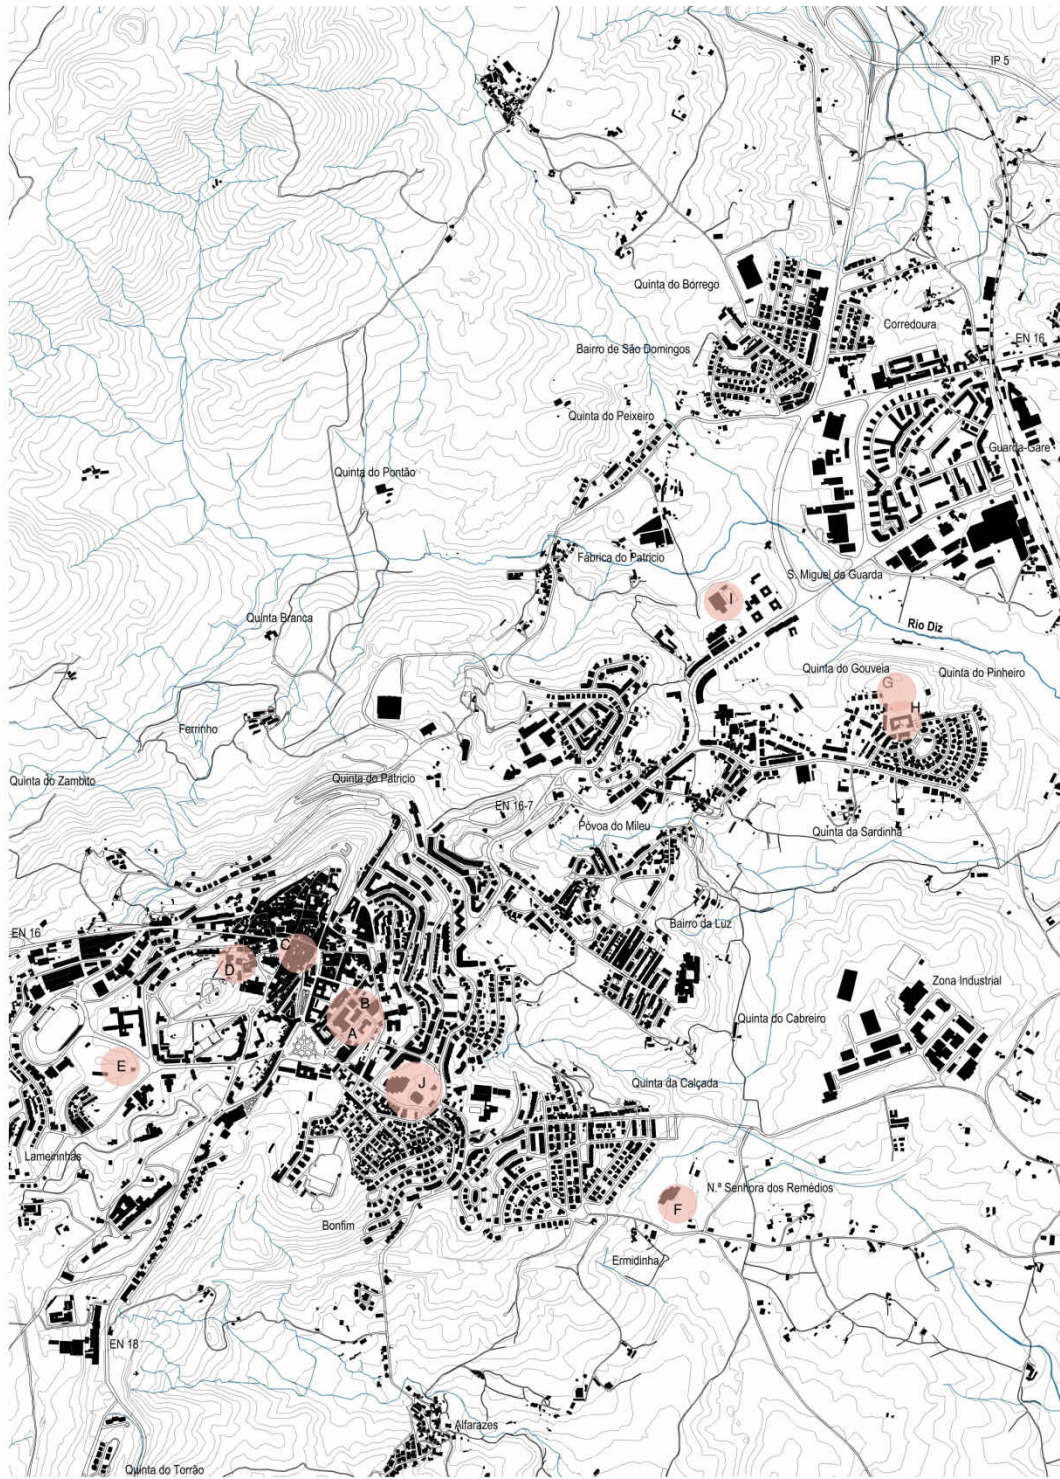 IP 5
Quinta do Bórrego
Corredoura
EN 16
Bairro de São Domingos
Quinta do Peixeiro
Guarda-Gare
Quinta do Pontão
Fábrica do Patricio
S. Miguel da Guarda
I
Quinta Branca
Rio Diz
Quinta do Gouveia
Quinta do Pinheiro
G
H
Ferrinho
Quinta do Zambito
Quinta do Patricio
EN 16-7
Póvoa do Mileu
Quinta da Sardinha
Bairro da Luz
EN 16
C
D
Zona Industrial
B
A
Quinta do Cabreiro
E
J
Quinta da Calçada
Lameirinhas
N.ª Senhora dos Remédios
F
Bonfim
Ermidinha
EN 18
Alfarazes
Quinta do Torrão